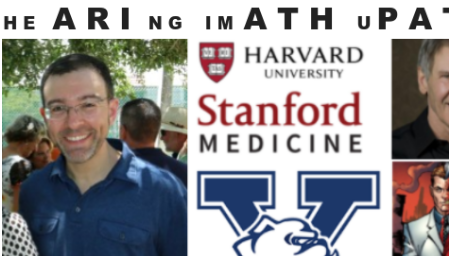 HE ARI NG IM ATH UPAT
HARVARD
UNIVERSITY
Stanford
MEDICINE